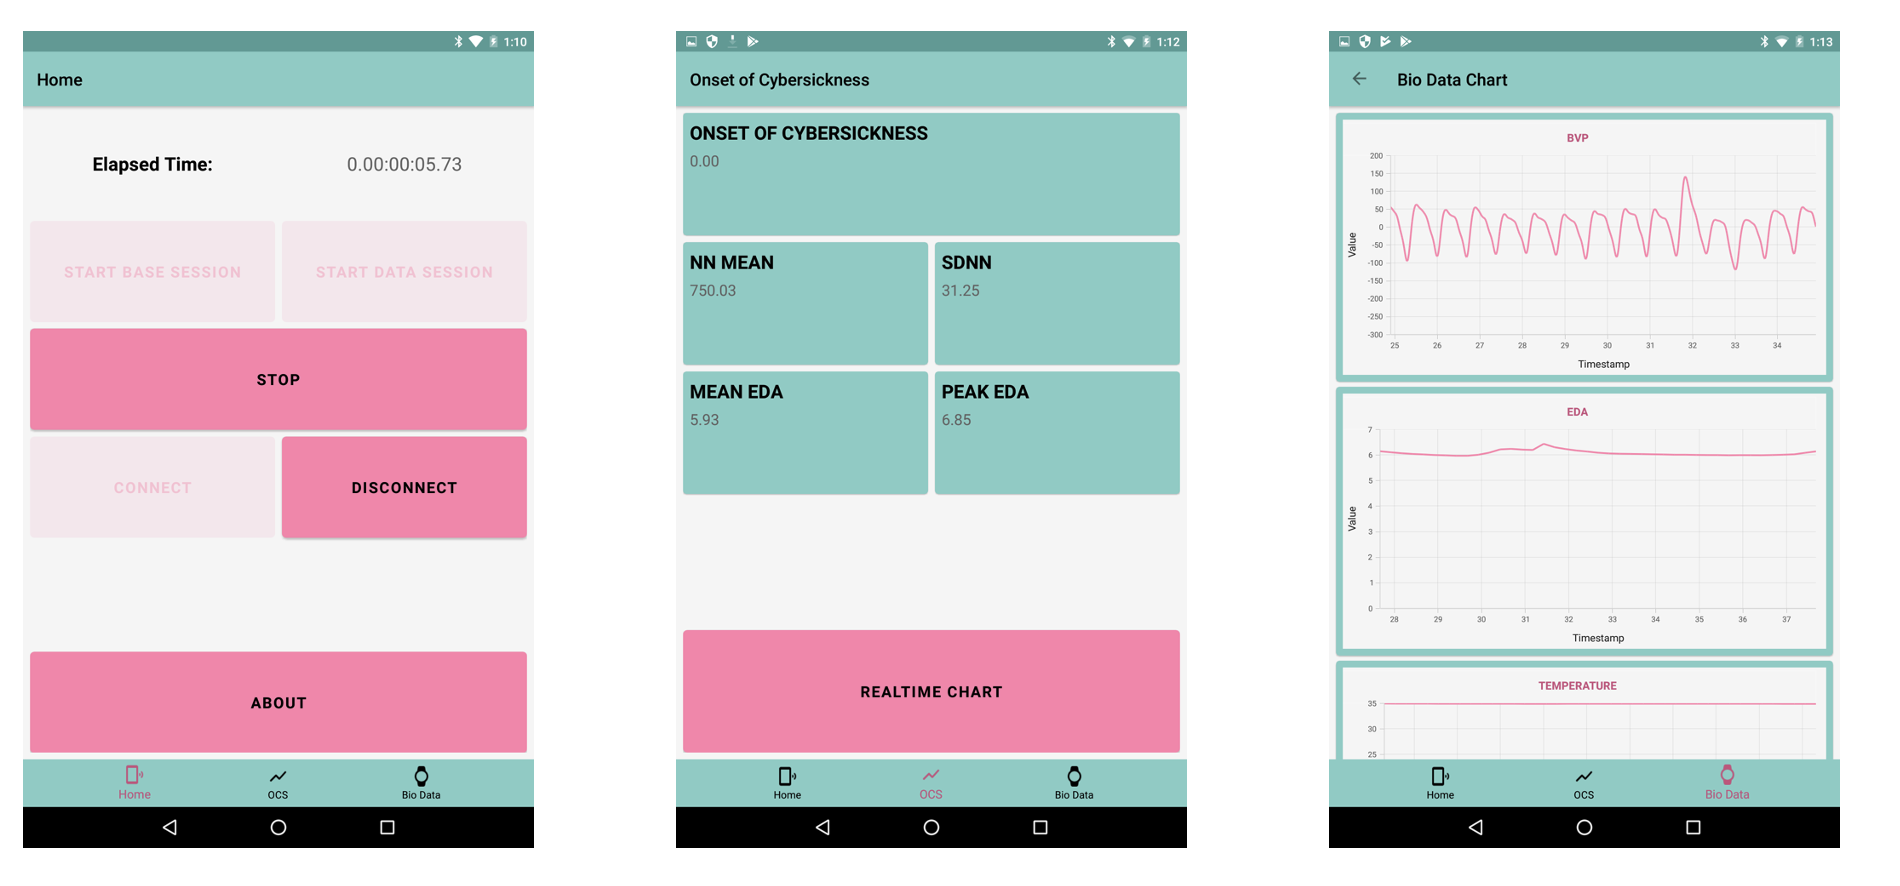 1:10
Home
Elapsed Time: 0.00:00:05.73
START BASE SESSION START DATA SESSION
STOP
CONNECT DISCONNECT
ABOUT
Home OCS Bio Data
1:12
Onset of Cybersickness
ONSET OF CYBERSICKNESS
0.00
NN MEAN SDNN
750.03 31.25
MEAN EDA PEAK EDA
5.93 6.85
REALTIME CHART
Home OCS Bio Data
1:13
Bio Data Chart
BVP
200
150
100
50
0
-50
-100
-150
-200
-250
-300
Value
25 26 27 28 29 30 31 32 33 34
Timestamp
EDA
7
6
5
4
3
2
1
0
Value
28 29 30 31 32 33 34 35 36 37
Timestamp
TEMPERATURE
35
30
25
Home OCS Bio Data